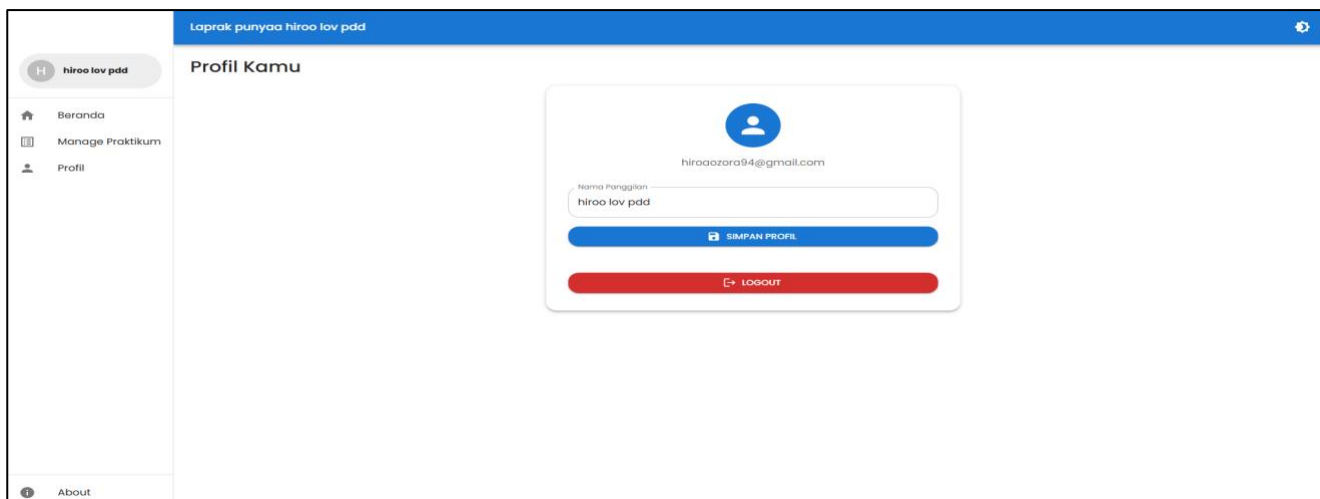 Laprak punyaa hiroo lov pdd
H
hiroo lov pdd
Beranda
Manage Praktikum
Profil
About
Profil Kamu
hiroaozora94@gmail.com
Nama Panggilan
hiroo lov pdd
SIMPAN PROFIL
LOGOUT